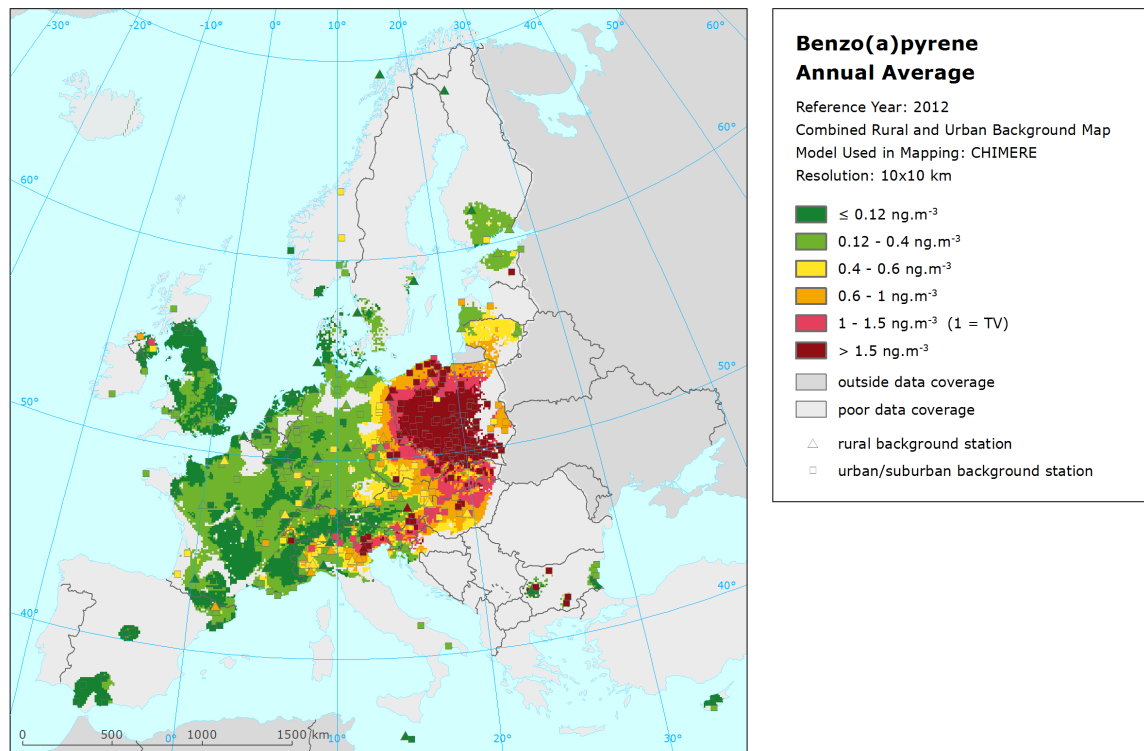 -30°
-20°
-10°
0°
10°
20°
30°
40°
50°
60°
60°
60°
50°
50°
50°
40°
40°
40°
0°
10°
20°
30°
0
500
1000
1500 km
Benzo(a)pyrene
Annual Average
Reference Year: 2012
Combined Rural and Urban Background Map
Model Used in Mapping: CHIMERE
Resolution: 10x10 km
≤ 0.12 ng.m⁻³
0.12 - 0.4 ng.m⁻³
0.4 - 0.6 ng.m⁻³
0.6 - 1 ng.m⁻³
1 - 1.5 ng.m⁻³ (1 = TV)
> 1.5 ng.m⁻³
outside data coverage
poor data coverage
rural background station
urban/suburban background station